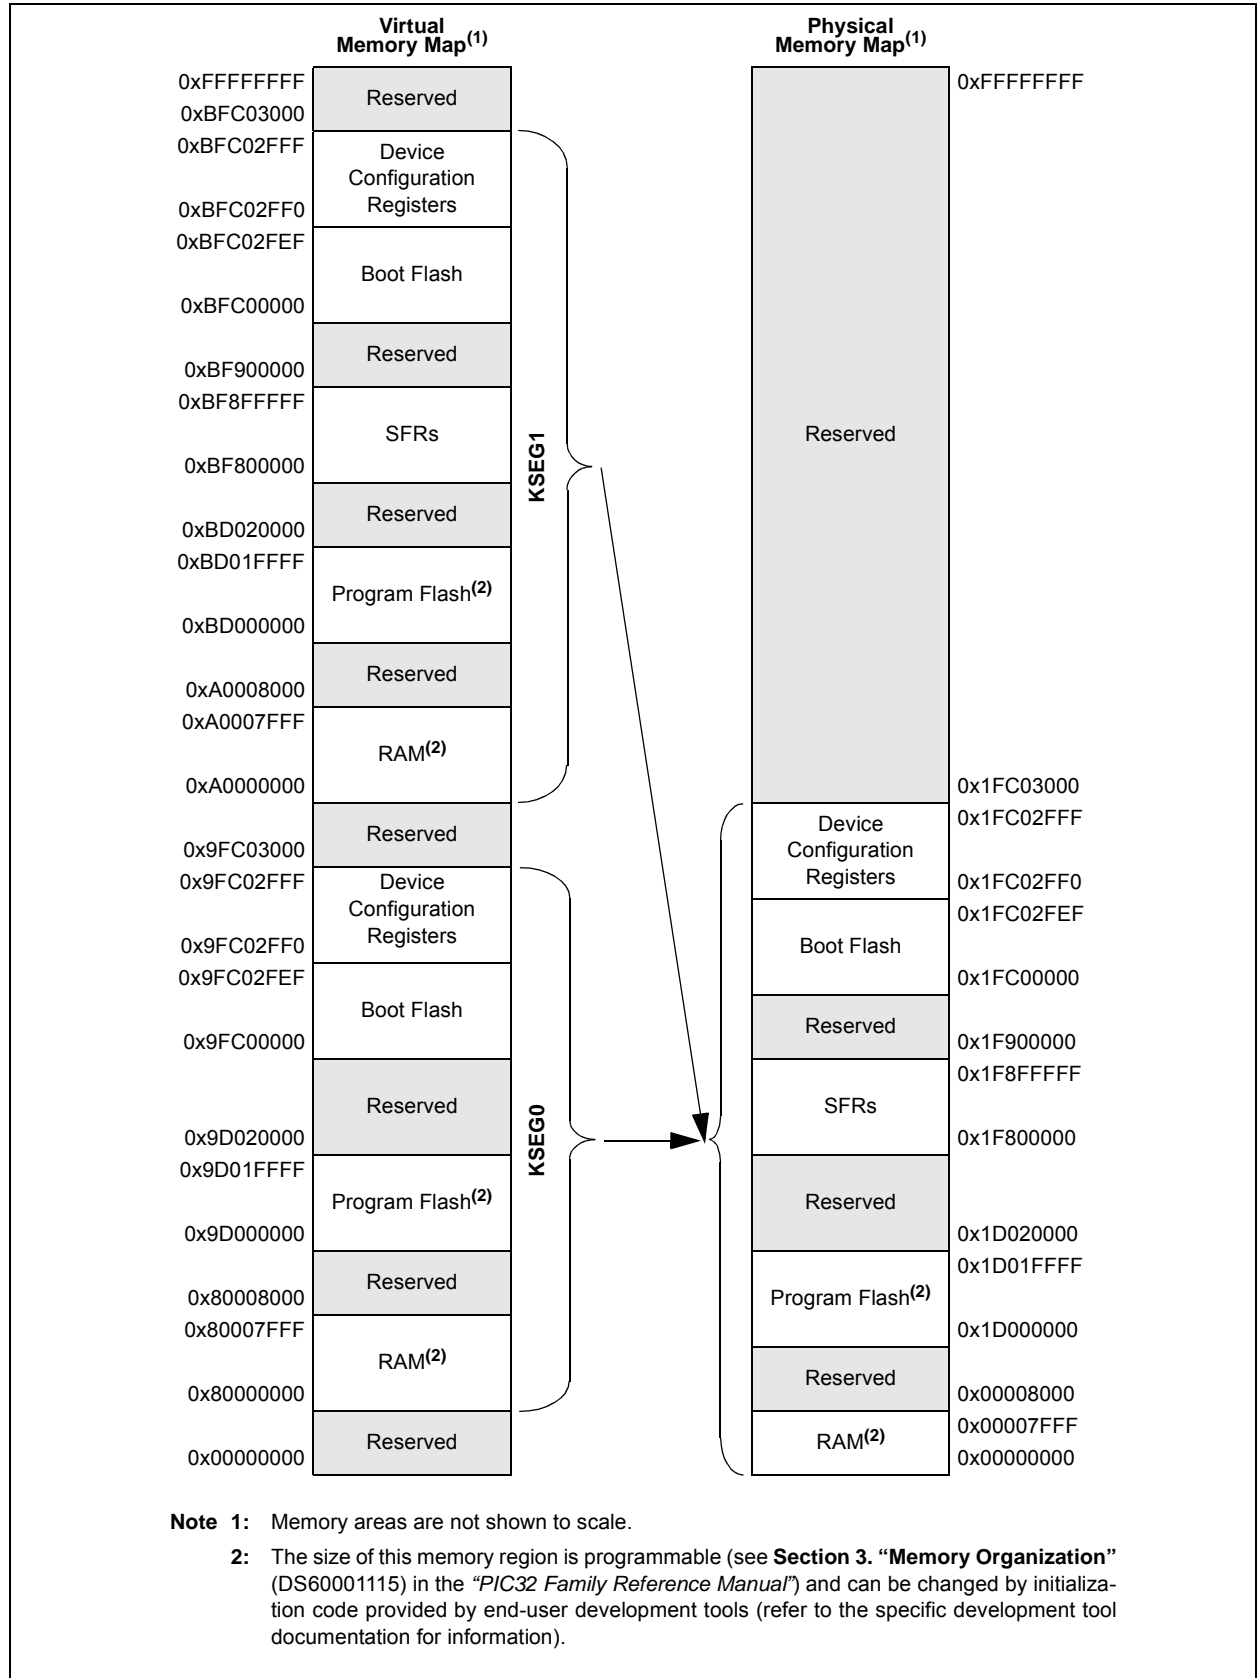 Virtual
Memory Map(1)
Physical
Memory Map(1)
0xFFFFFFFF
Reserved
0xBFC03000
0xBFC02FFF
Device
Configuration
Registers
0xBFC02FF0
0xBFC02FEF
Boot Flash
0xBFC00000
Reserved
0xBF900000
0xBF8FFFFF
SFRs
0xBF800000
Reserved
0xBD020000
0xBD01FFFF
Program Flash(2)
0xBD000000
Reserved
0xA0008000
0xA0007FFF
RAM(2)
0xA0000000
KSEG1
Reserved
0x9FC03000
0x9FC02FFF
Device
Configuration
Registers
0x9FC02FF0
0x9FC02FEF
Boot Flash
0x9FC00000
Reserved
0x9D020000
0x9D01FFFF
Program Flash(2)
0x9D000000
Reserved
0x80008000
0x80007FFF
RAM(2)
0x80000000
KSEG0
Reserved
0x00000000
0xFFFFFFFF
Reserved
0x1FC03000
0x1FC02FFF
Device
Configuration
Registers
0x1FC02FF0
0x1FC02FEF
Boot Flash
0x1FC00000
Reserved
0x1F900000
0x1F8FFFFF
SFRs
0x1F800000
Reserved
0x1D020000
0x1D01FFFF
Program Flash(2)
0x1D000000
Reserved
0x00008000
0x00007FFF
RAM(2)
0x00000000
Note 1: Memory areas are not shown to scale.
2: The size of this memory region is programmable (see Section 3. “Memory Organization”
(DS60001115) in the “PIC32 Family Reference Manual”) and can be changed by initializa-
tion code provided by end-user development tools (refer to the specific development tool
documentation for information).